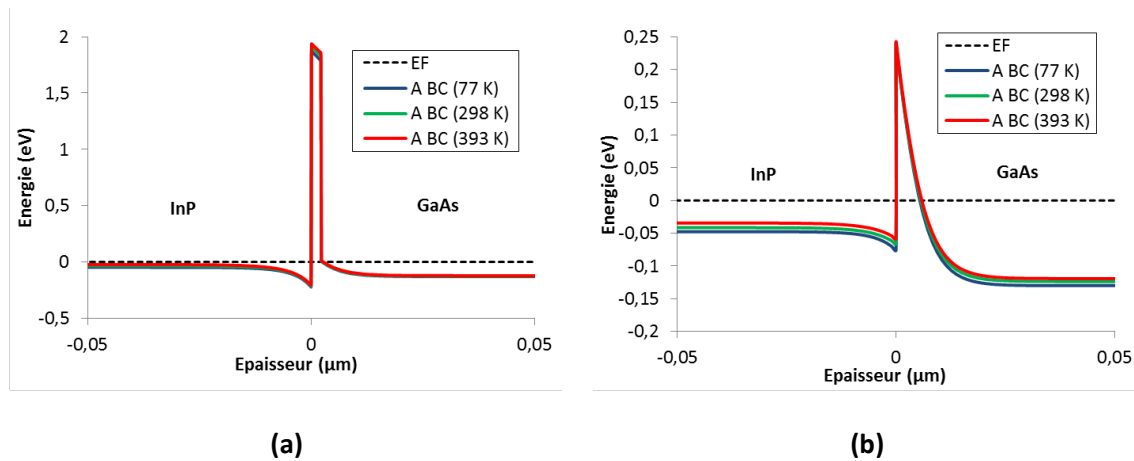 2
1,5
1
0,5
0
-0,5
-0,05
0
0,05
Energie (eV)
Epaisseur (µm)
EF
A BC (77 K)
A BC (298 K)
A BC (393 K)
InP
GaAs
(a)
0,25
0,2
0,15
0,1
0,05
0
-0,05
-0,1
-0,15
-0,2
-0,05
0
0,05
Energie (eV)
Epaisseur (µm)
EF
A BC (77 K)
A BC (298 K)
A BC (393 K)
InP
GaAs
(b)